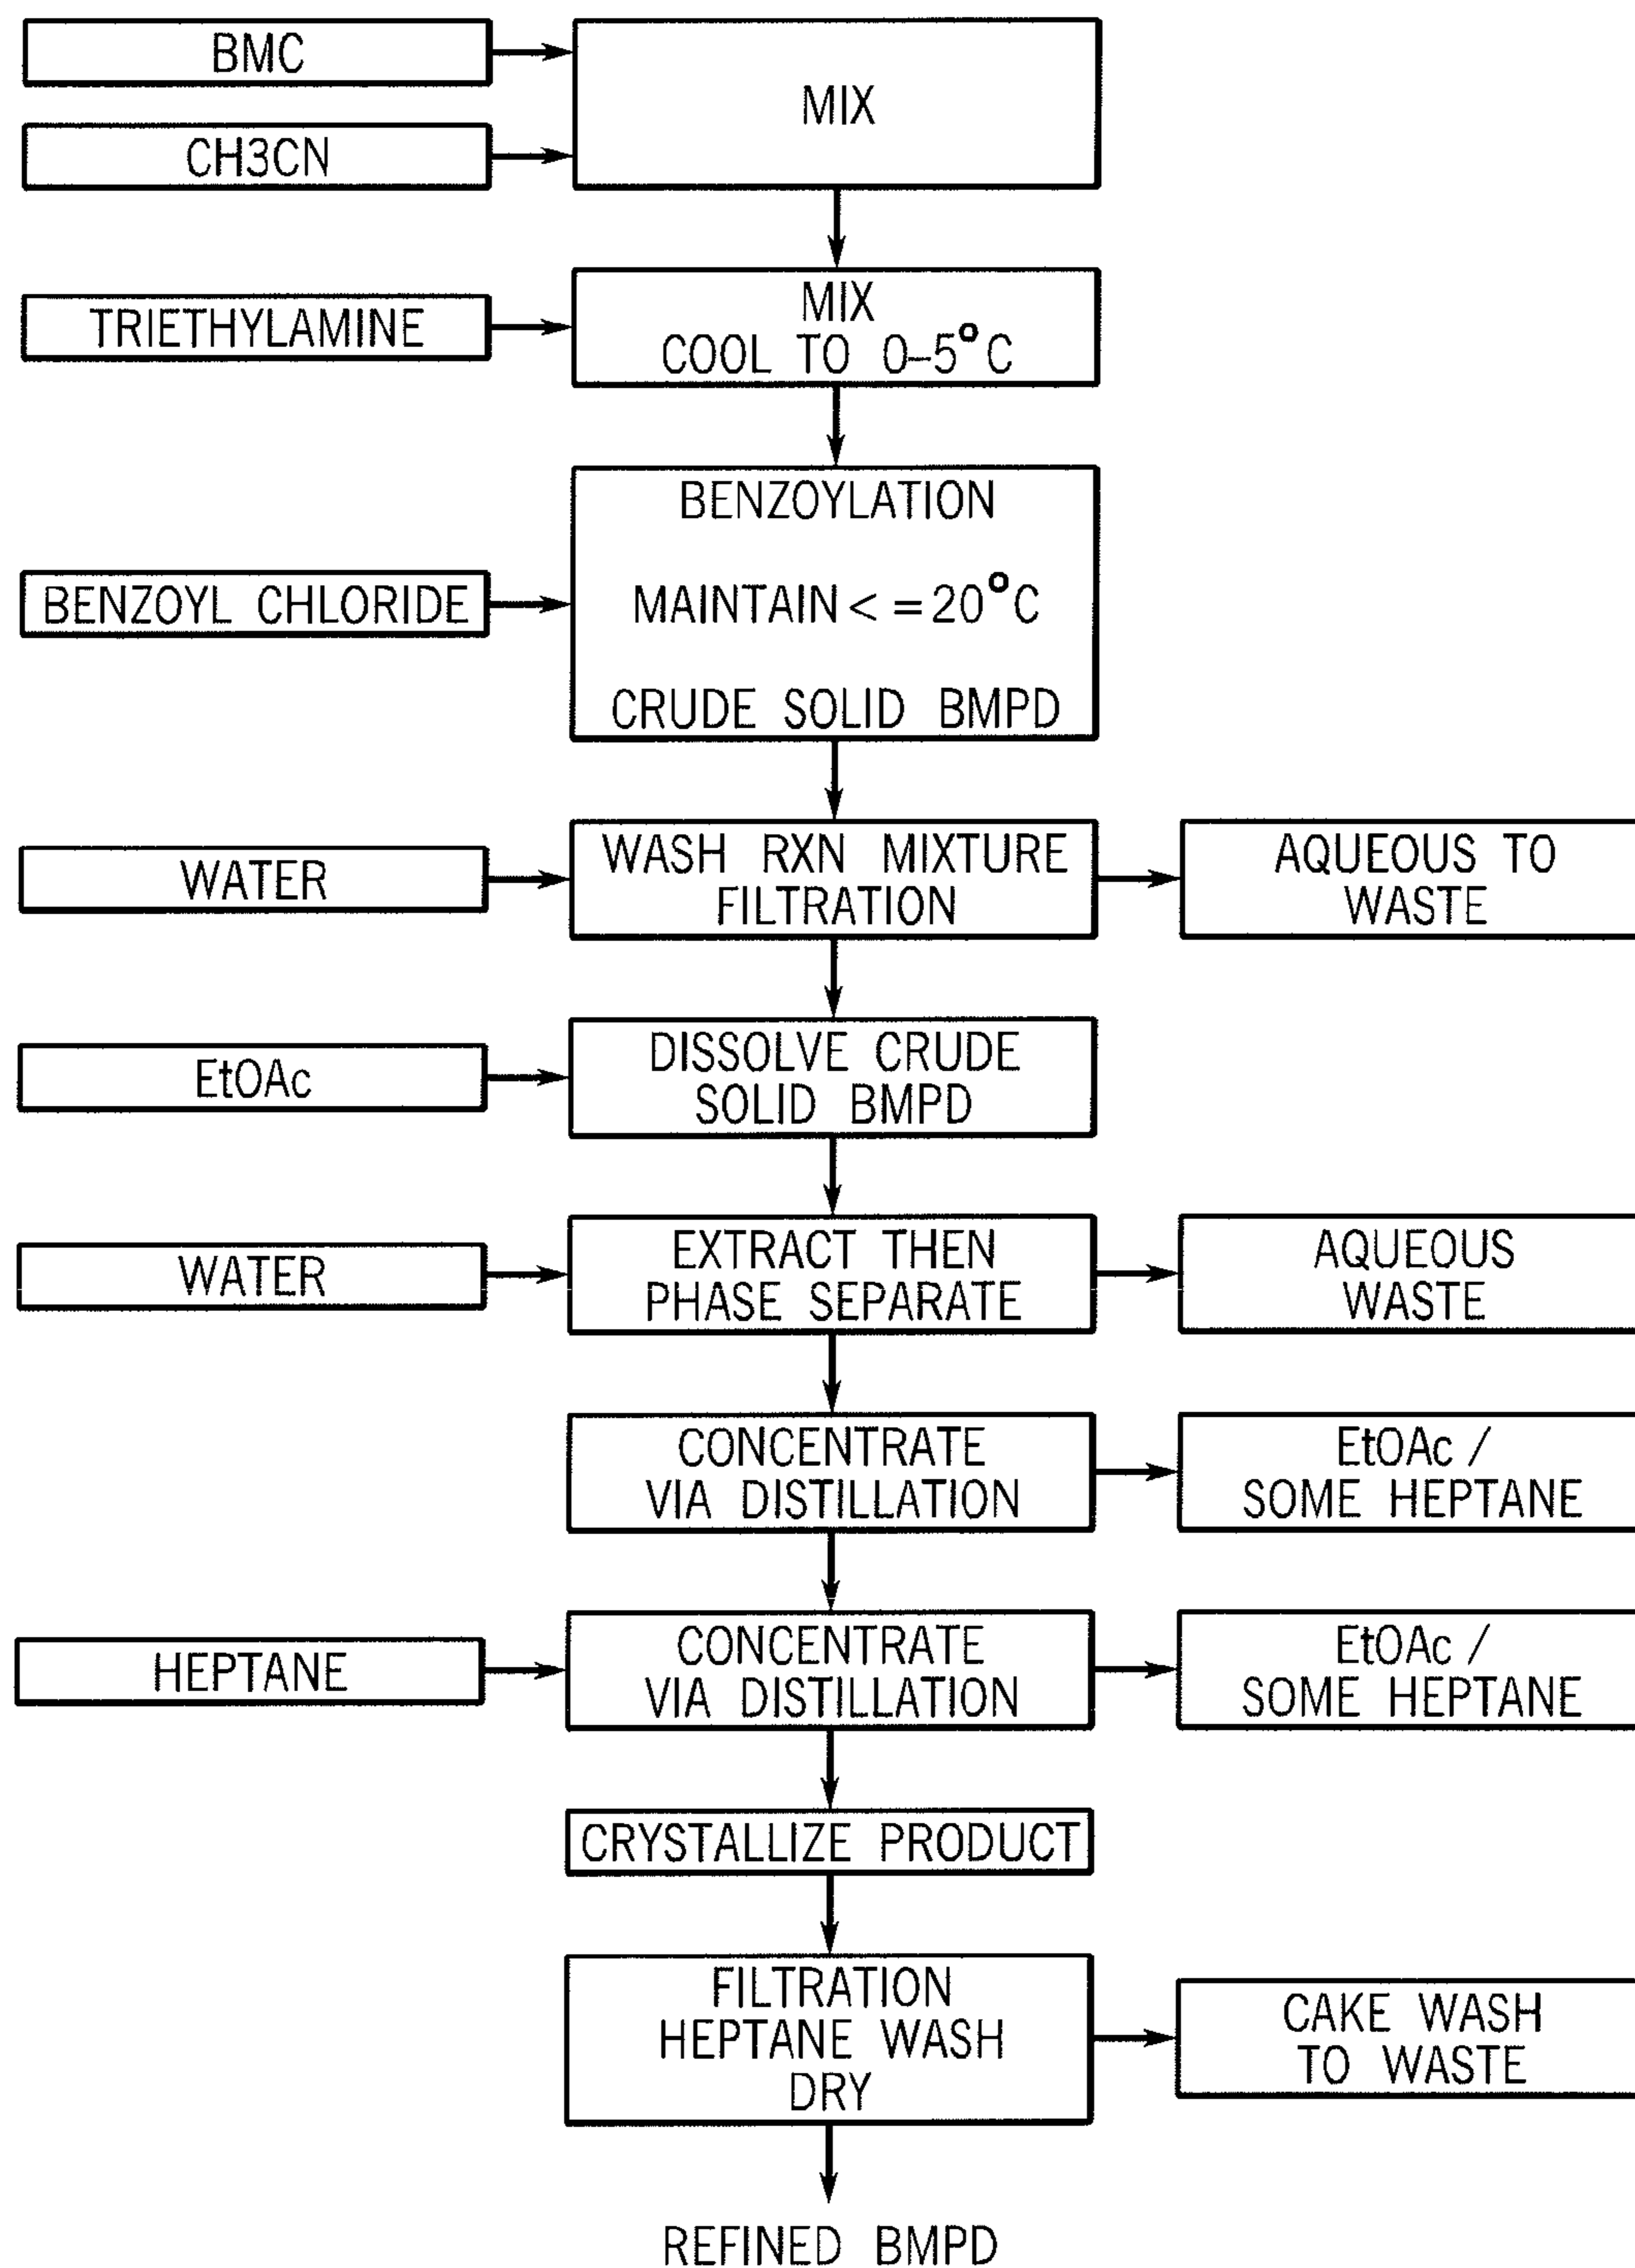 BMC
MIX
CH3CN
TRIETHYLAMINE
MIX
COOL TO 0–5°C
BENZOYL CHLORIDE
BENZOYLATION
MAINTAIN < = 20°C
CRUDE SOLID BMPD
WATER
WASH RXN MIXTURE
FILTRATION
AQUEOUS TO
WASTE
EtOAc
DISSOLVE CRUDE
SOLID BMPD
WATER
EXTRACT THEN
PHASE SEPARATE
AQUEOUS
WASTE
CONCENTRATE
VIA DISTILLATION
EtOAc /
SOME HEPTANE
HEPTANE
CONCENTRATE
VIA DISTILLATION
EtOAc /
SOME HEPTANE
CRYSTALLIZE PRODUCT
FILTRATION
HEPTANE WASH
DRY
CAKE WASH
TO WASTE
REFINED BMPD